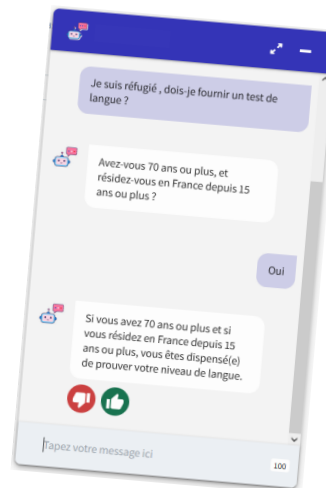 Je suis réfugié , dois-je fournir un test de
langue ?
Avez-vous 70 ans ou plus, et
résidez-vous en France depuis 15
ans ou plus ?
Oui
Si vous avez 70 ans ou plus et si
vous résidez en France depuis 15
ans ou plus, vous êtes dispensé(e)
de prouver votre niveau de langue.
Tapez votre message ici
100